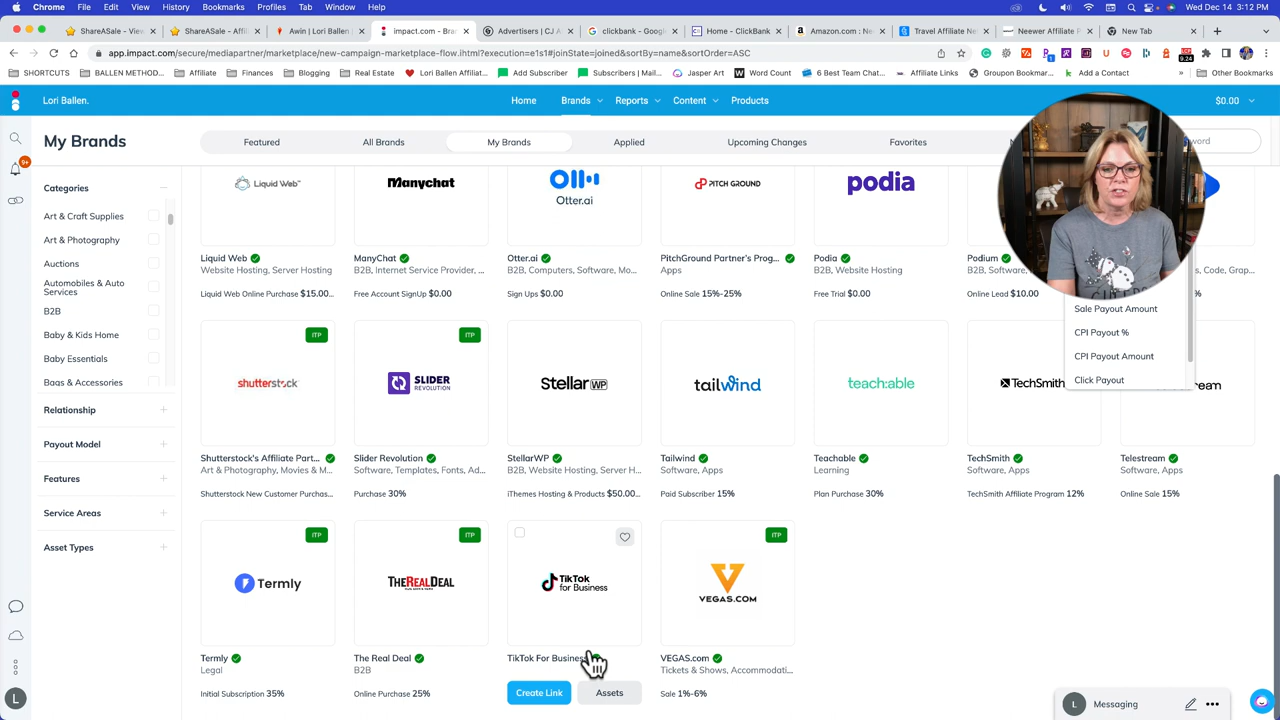 Chrome File Edit View History Bookmarks Profiles Tab Window Help
Wed Dec 14 3:12 PM
ShareASale - View
ShareASale - Affili
Awin | Lori Ballen |
impact.com - Bran
Advertisers | CJ A
clickbank - Google
Home - ClickBank
Amazon.com : Ne
Travel Affiliate Ne
Neewer Affiliate P
New Tab
app.impact.com/secure/mediapartner/marketplace/new-campaign-marketplace-flow.ihtml?execution=e1s1#joinState=joined&sortBy=name&sortOrder=ASC
9.24
SHORTCUTS
BALLEN METHOD...
Affiliate
Finances
Blogging
Real Estate
Lori Ballen Affiliat...
Add Subscriber
Subscribers | Mail...
Jasper Art
Word Count
6 Best Team Chat...
Affiliate Links
Groupon Bookmar...
Add a Contact
»
Other Bookmarks
Lori Ballen.
Home Brands Reports Content Products
$0.00
9+
My Brands
Featured All Brands My Brands Applied Upcoming Changes Favorites
word
Categories
Art & Craft Supplies
Art & Photography
Auctions
Automobiles & Auto
Services
B2B
Baby & Kids Home
Baby Essentials
Bags & Accessories
Relationship
Payout Model
Features
Service Areas
Asset Types
Liquid Web
Manychat
Otter.ai
PITCH GROUND
podia
Liquid Web
Website Hosting, Server Hosting
Liquid Web Online Purchase $15.00...
ManyChat
B2B, Internet Service Provider, ...
Free Account SignUp $0.00
Otter.ai
B2B, Computers, Software, Mo...
Sign Ups $0.00
PitchGround Partner's Prog...
Apps
Online Sale 15%-25%
Podia
B2B, Website Hosting
Free Trial $0.00
Podium
B2B, Softwa
Online Lead $10.00
s, Code, Grap...
%
Sale Payout Amount
CPI Payout %
CPI Payout Amount
Click Payout
ITP
shutterstock
ITP
SLIDER
REVOLUTION
StellarWP
tailwind
teach:able
TechSmith
ream
Shutterstock's Affiliate Part...
Art & Photography, Movies & M...
Shutterstock New Customer Purchas...
Slider Revolution
Software, Templates, Fonts, Ad...
Purchase 30%
StellarWP
B2B, Website Hosting, Server H...
iThemes Hosting & Products $50.00...
Tailwind
Software, Apps
Paid Subscriber 15%
Teachable
Learning
Plan Purchase 30%
TechSmith
Software, Apps
TechSmith Affiliate Program 12%
Telestream
Software, Apps
Online Sale 15%
ITP
Termly
ITP
THE REAL DEAL
TikTok
for Business
ITP
VEGAS.COM
Termly
Legal
Initial Subscription 35%
The Real Deal
B2B
Online Purchase 25%
TikTok For Business
Create Link
Assets
VEGAS.com
Tickets & Shows, Accommodati...
Sale 1%-6%
L
L
Messaging